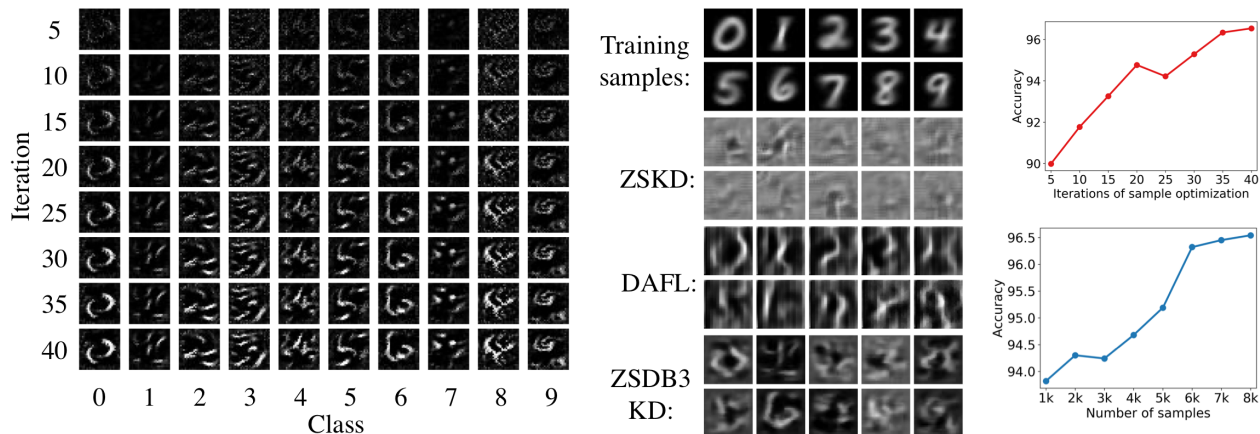 Iteration
5
10
15
20
25
30
35
40
0 1 2 3 4 5 6 7 8 9
Class
Training
samples:
ZSKD:
DAFL:
ZSDB3
KD:
Accuracy
96
94
92
90
5 10 15 20 25 30 35 40
Iterations of sample optimization
Accuracy
96.5
96.0
95.5
95.0
94.5
94.0
1k 2k 3k 4k 5k 6k 7k 8k
Number of samples